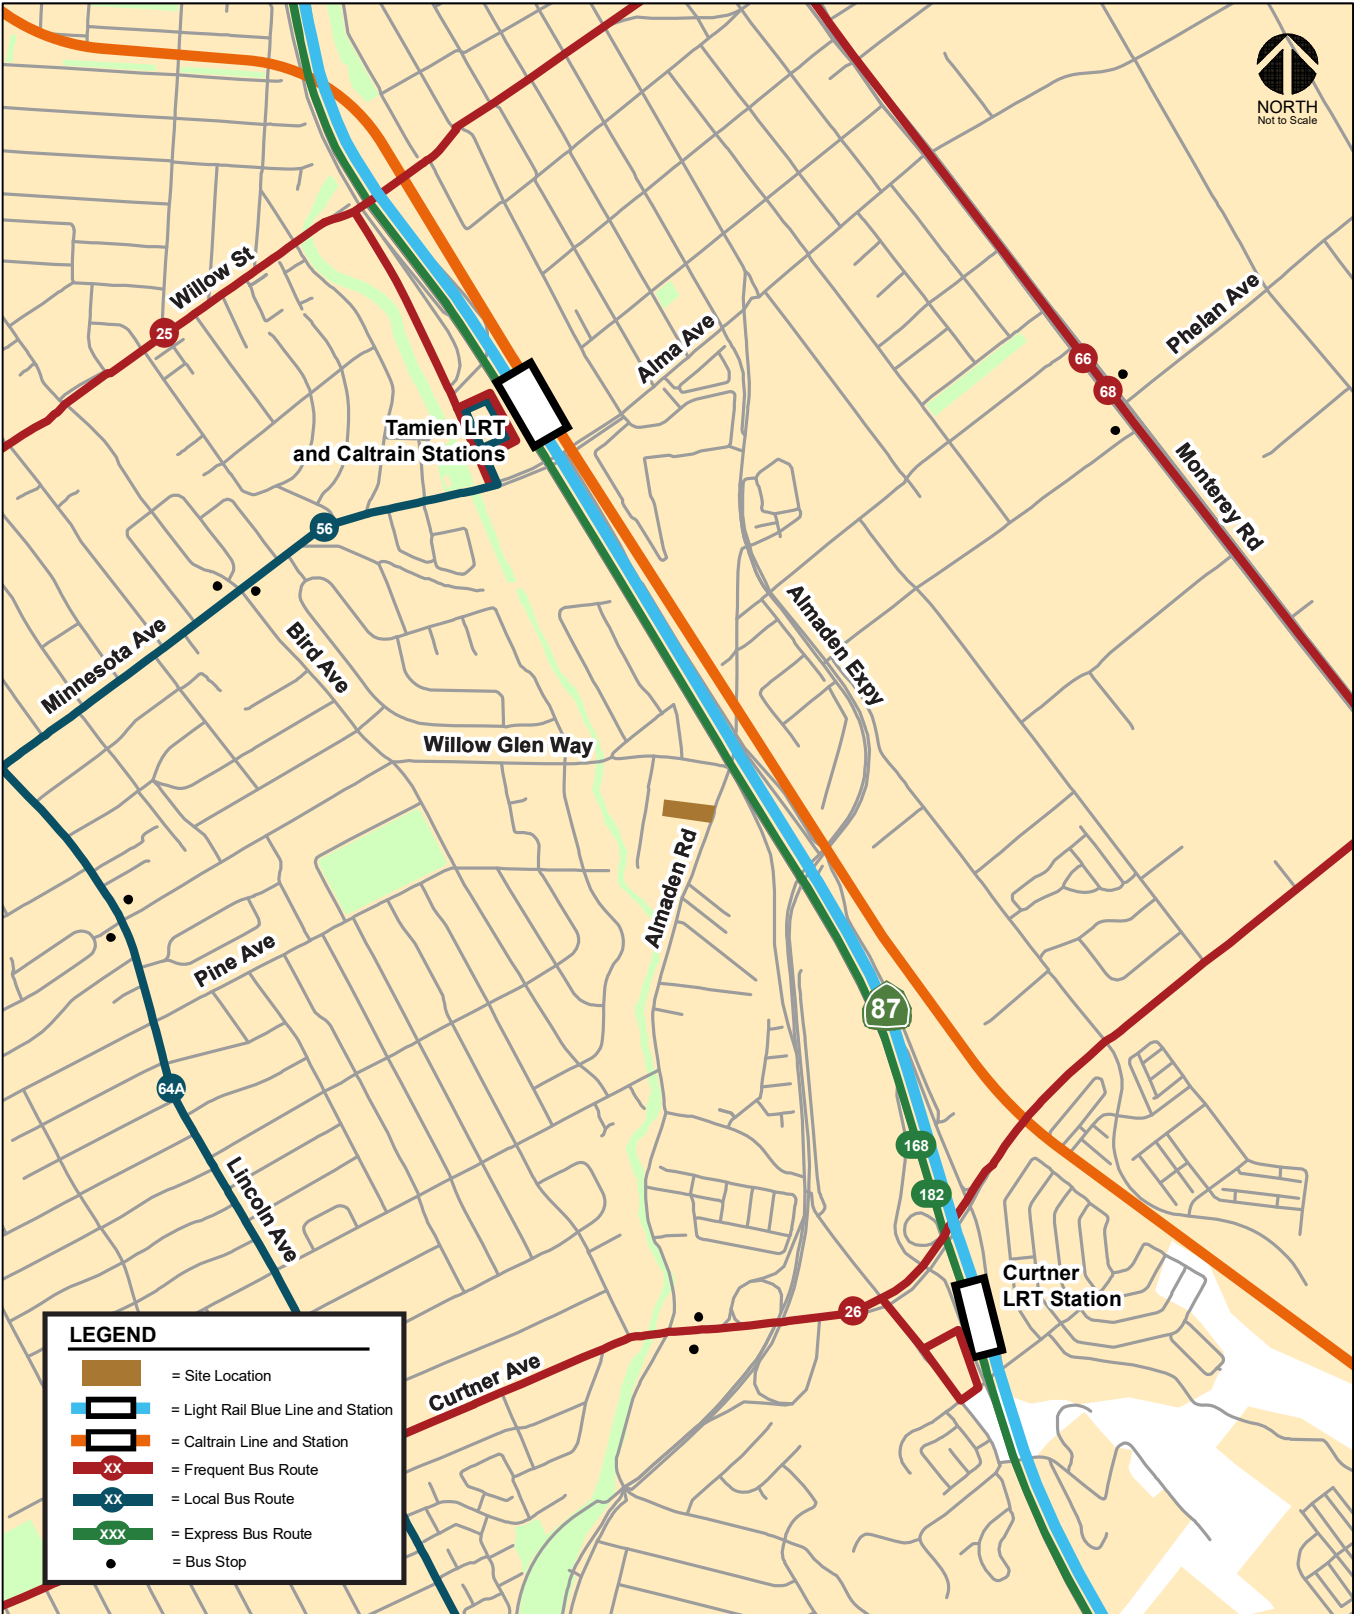 NORTH
Not to Scale
Willow St
25
Alma Ave
Phelan Ave
66
68
Tamien LRT
and Caltrain Stations
Monterey Rd
56
Minnesota Ave
Bird Ave
Almaden Expy
Willow Glen Way
Almaden Rd
Pine Ave
87
64A
168
182
Lincoln Ave
Curtner
LRT Station
26
Curtner Ave
LEGEND
= Site Location
= Light Rail Blue Line and Station
= Caltrain Line and Station
XX = Frequent Bus Route
XX = Local Bus Route
XXX = Express Bus Route
= Bus Stop